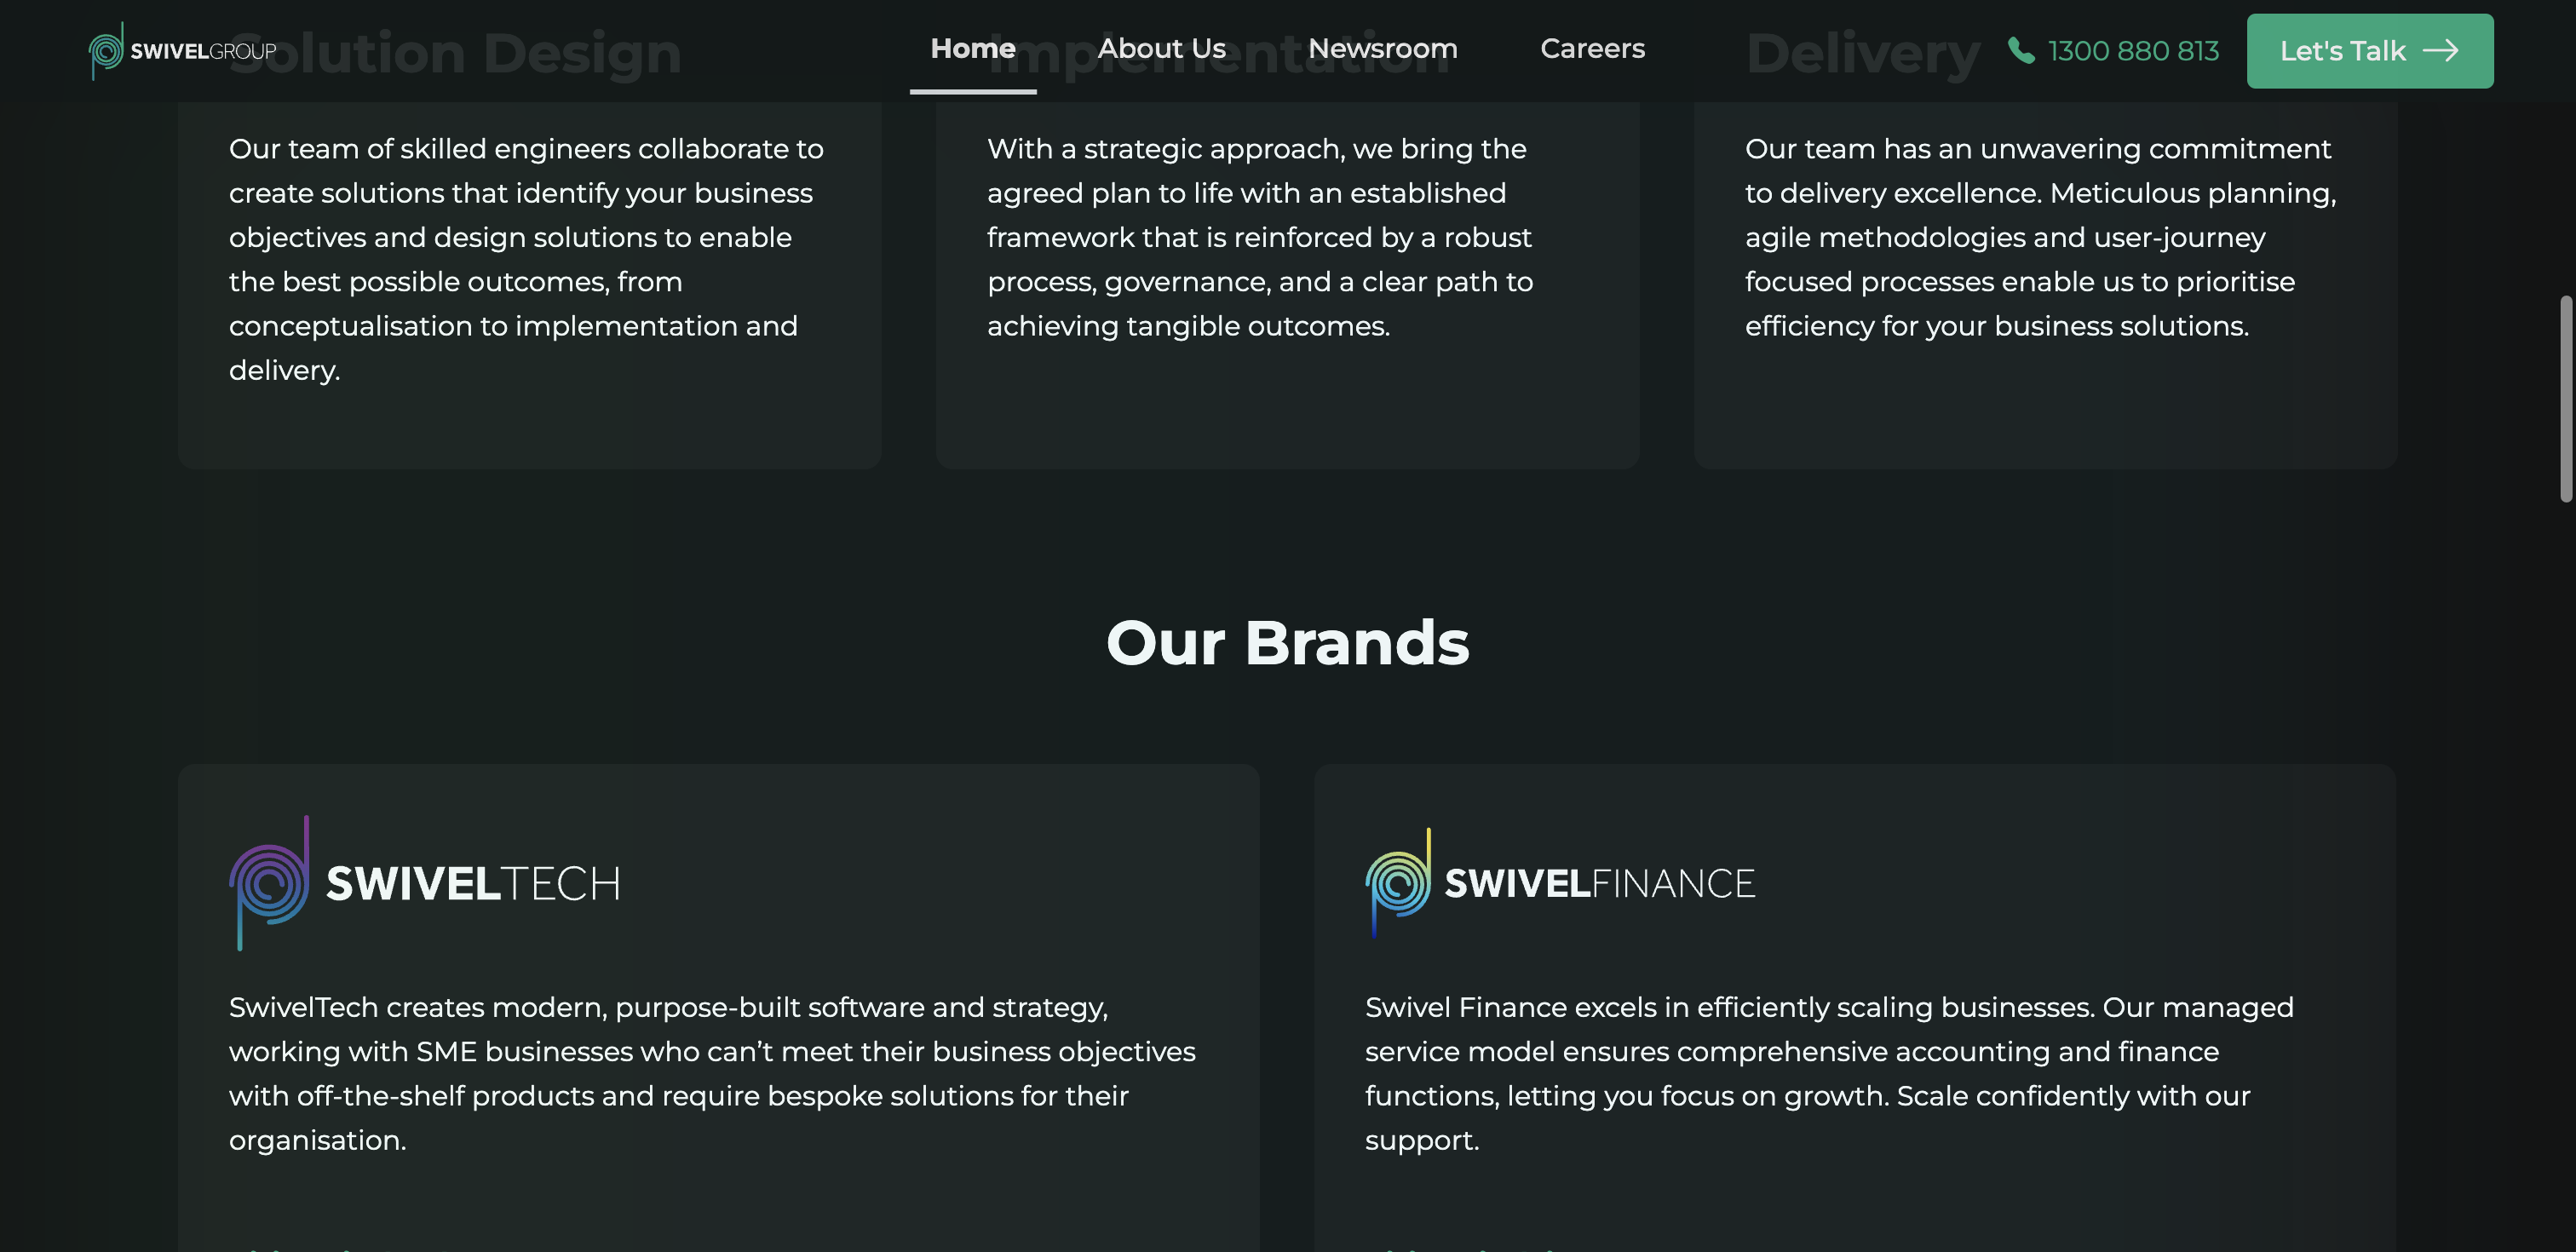 SWIVELGROUP
Home
About Us
Newsroom
Careers
1300 880 813
Let's Talk
Solution Design
Our team of skilled engineers collaborate to
create solutions that identify your business
objectives and design solutions to enable
the best possible outcomes, from
conceptualisation to implementation and
delivery.
Implementation
With a strategic approach, we bring the
agreed plan to life with an established
framework that is reinforced by a robust
process, governance, and a clear path to
achieving tangible outcomes.
Delivery
Our team has an unwavering commitment
to delivery excellence. Meticulous planning,
agile methodologies and user-journey
focused processes enable us to prioritise
efficiency for your business solutions.
Our Brands
SWIVELTECH
SwivelTech creates modern, purpose-built software and strategy,
working with SME businesses who can’t meet their business objectives
with off-the-shelf products and require bespoke solutions for their
organisation.
SWIVELFINANCE
Swivel Finance excels in efficiently scaling businesses. Our managed
service model ensures comprehensive accounting and finance
functions, letting you focus on growth. Scale confidently with our
support.